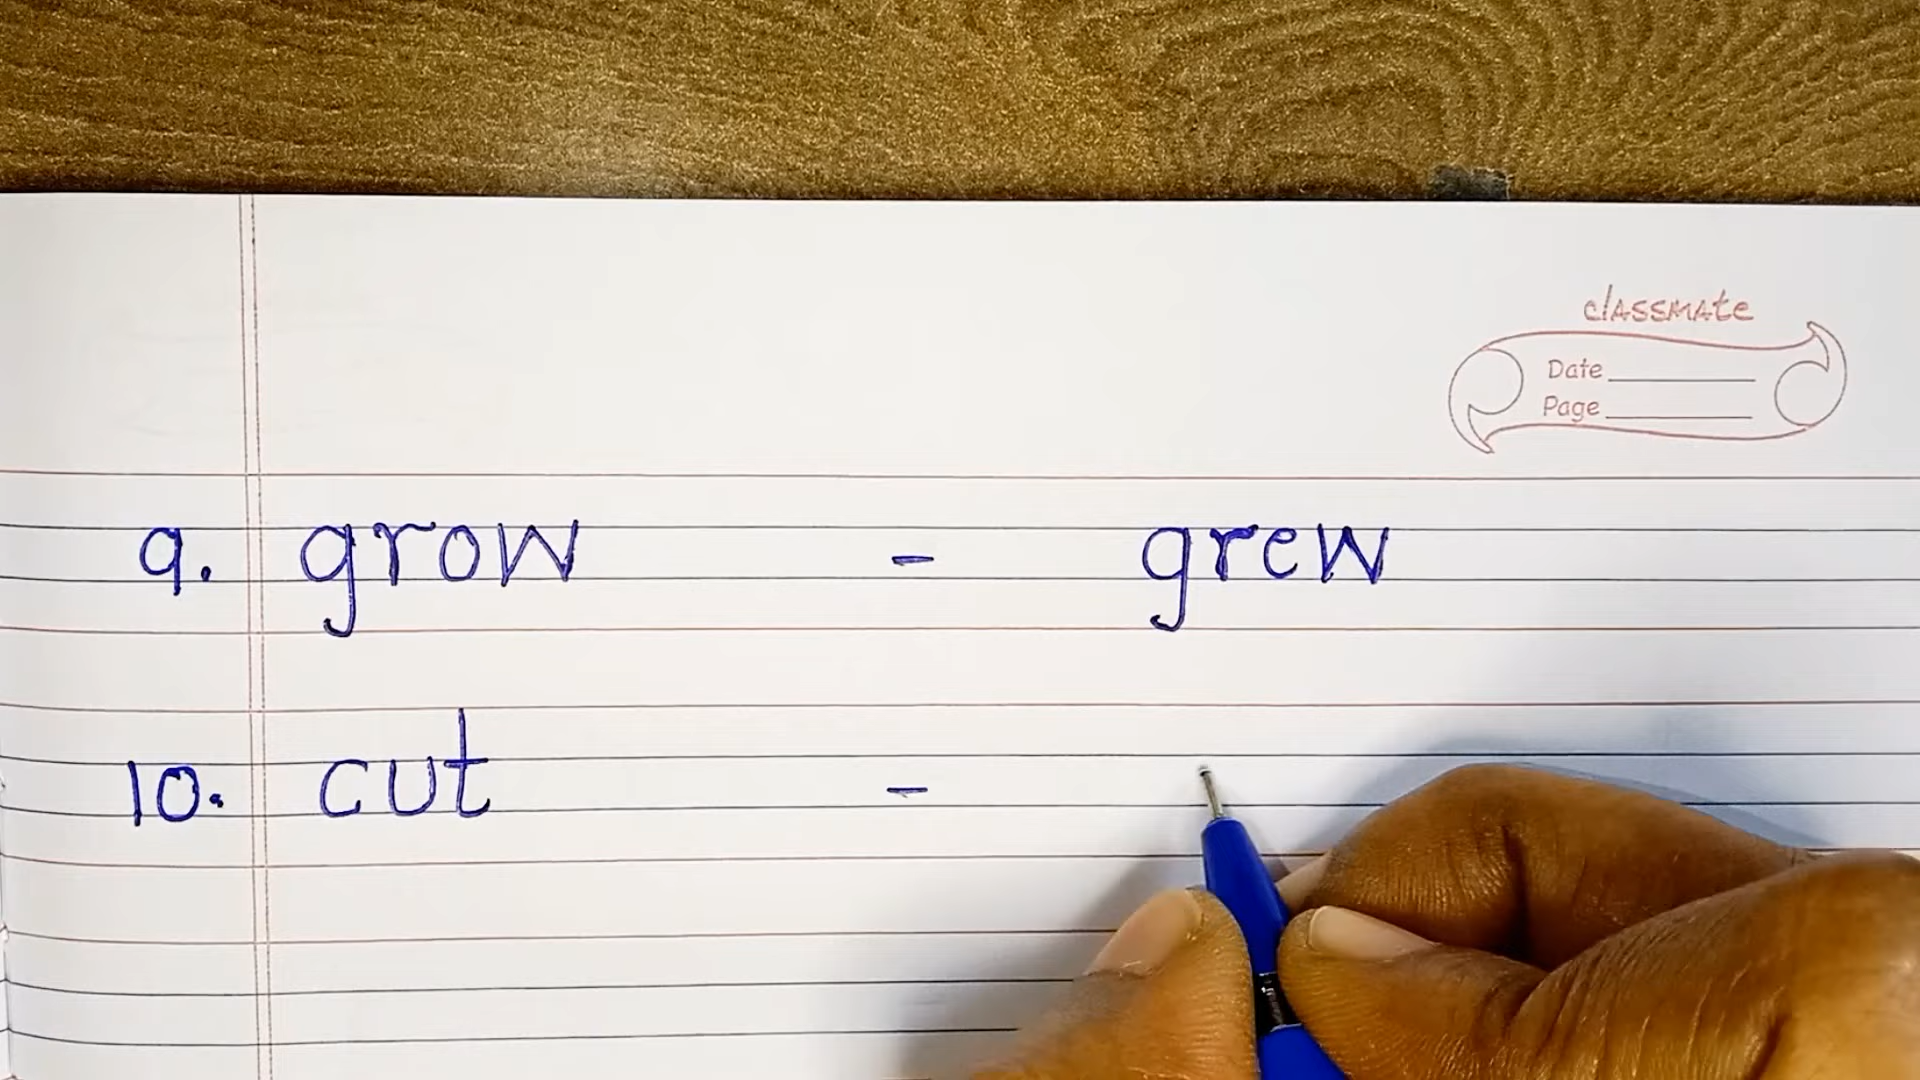 classmate
Date
Page
9. grow - grew
10. cut -